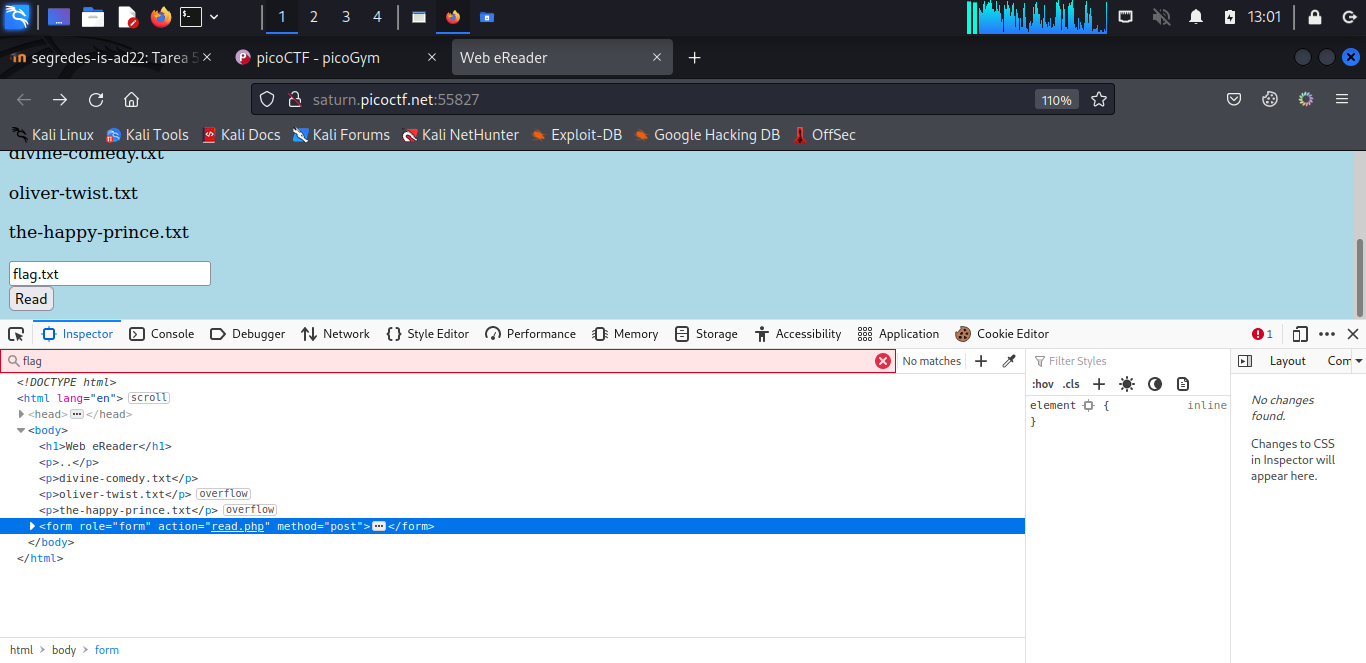 1 2 3 4 13:01
segredes-is-ad22: Tarea 5 picoCTF - picoGym Web eReader
saturn.picoctf.net:55827 110%
Kali Linux Kali Tools Kali Docs Kali Forums Kali NetHunter Exploit-DB Google Hacking DB OffSec
divine-comedy.txt
oliver-twist.txt
the-happy-prince.txt
flag.txt
Read
Inspector Console Debugger Network Style Editor Performance Memory Storage Accessibility Application Cookie Editor 1
flag No matches Filter Styles Layout Com
:hov .cls
<!DOCTYPE html>
<html lang="en"> scroll
<head> ••• </head>
<body>
<h1>Web eReader</h1>
<p>..</p>
<p>divine-comedy.txt</p>
<p>oliver-twist.txt</p> overflow
<p>the-happy-prince.txt</p> overflow
<form role="form" action="read.php" method="post"> ••• </form>
</body>
</html>
element { inline
}
No changes
found.
Changes to CSS
in Inspector will
appear here.
html > body > form